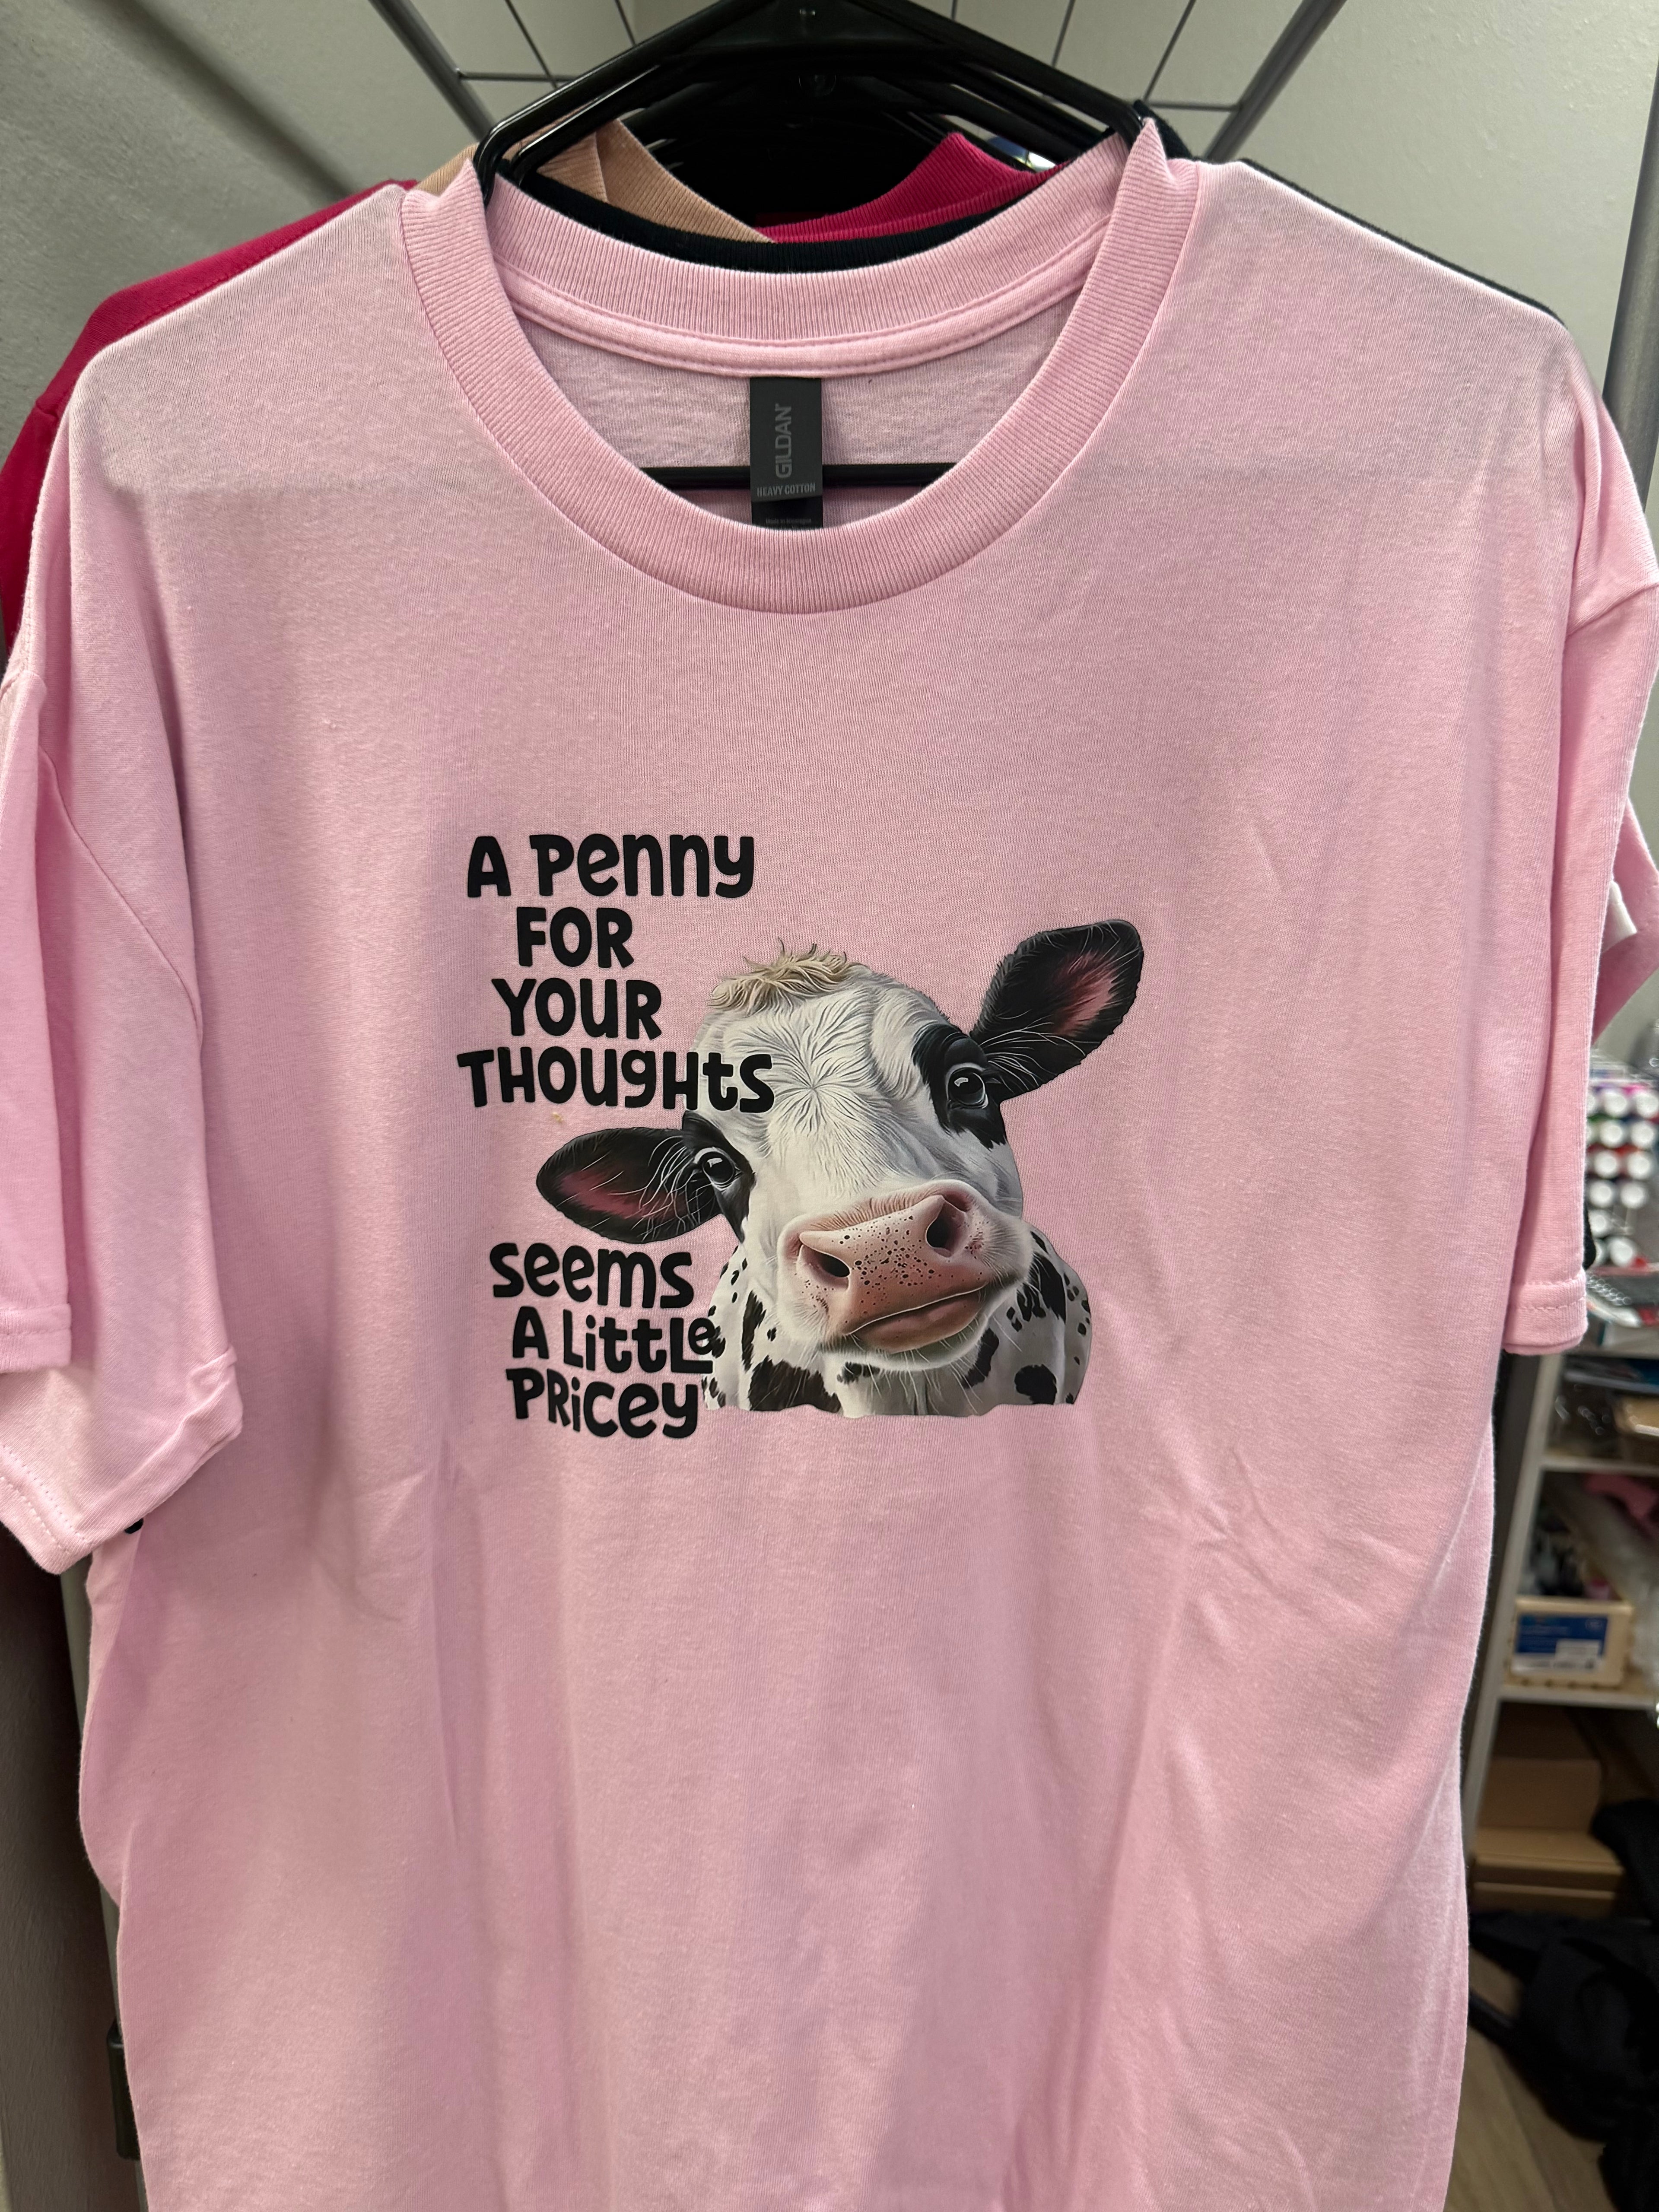 GILDAN
HEAVY COTTON
A Penny
FOR
YOUR
THOUGHTS
Seems
A LittLe
PRiCey